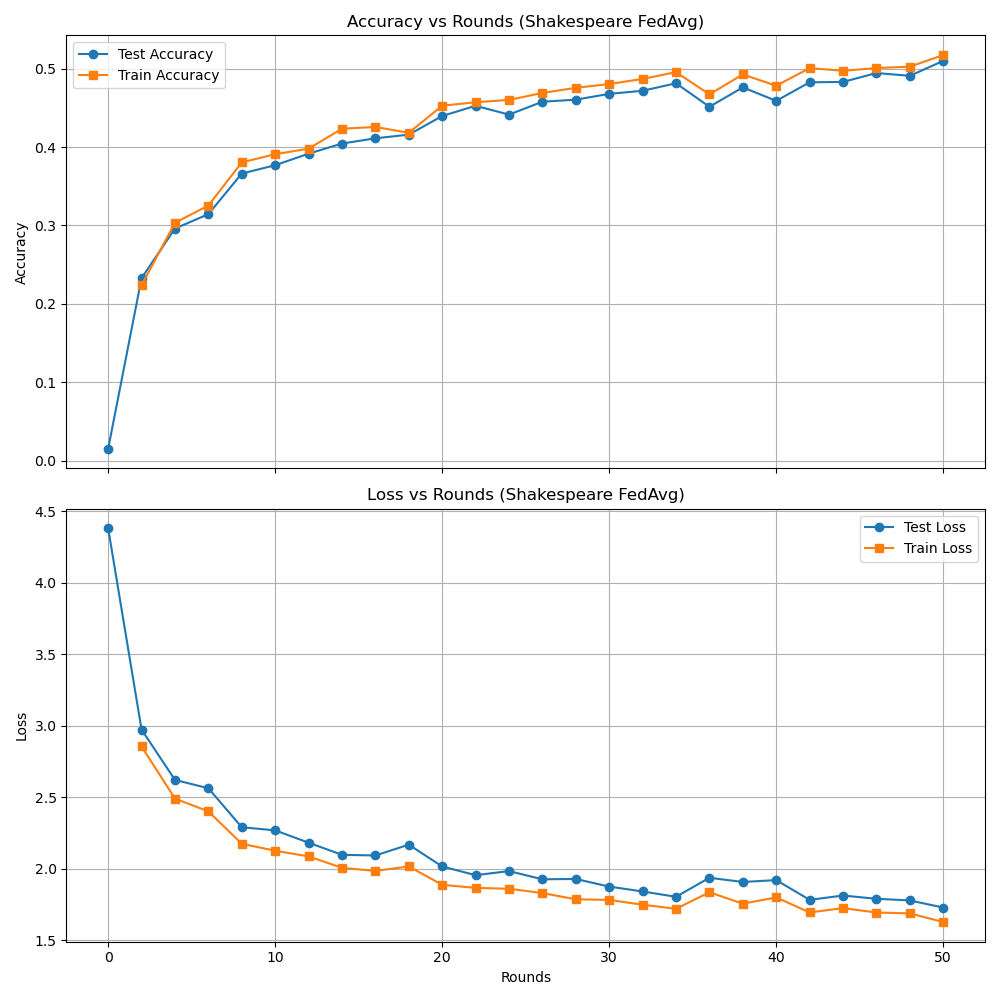 Accuracy vs Rounds (Shakespeare FedAvg)
Test Accuracy
Train Accuracy
Accuracy
0.5
0.4
0.3
0.2
0.1
0.0
Loss vs Rounds (Shakespeare FedAvg)
Test Loss
Train Loss
Loss
4.5
4.0
3.5
3.0
2.5
2.0
1.5
0 10 20 30 40 50
Rounds